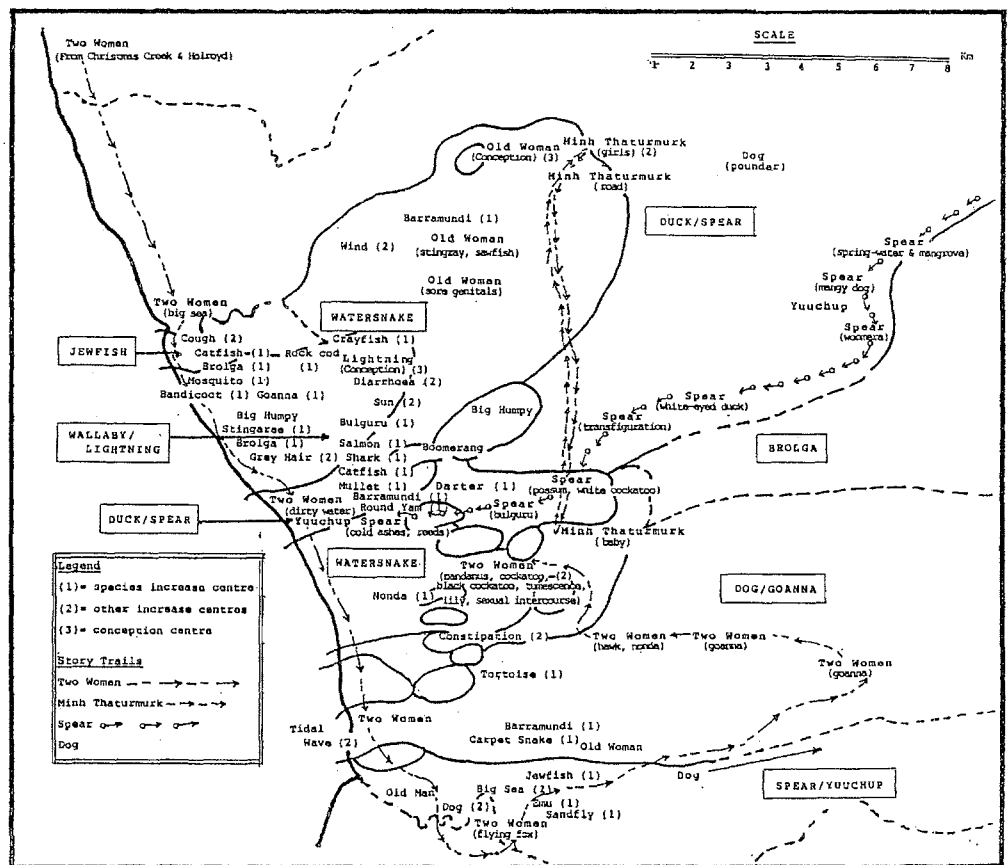 SCALE
1 2 3 4 5 6 7 8 Km
Two Women
(From Chrisomas Creek & Holroyd)
Old Woman
(Conception) (3)
Minh Thaturmurk
(girls) (2)
Minh Thaturmurk
(road)
Dog
(poundar)
DUCK/SPEAR
Barramundi (1)
Wind (2)
Old Woman
(stingray, sawfish)
Old Woman
(sore genitals)
Spear
(spring-water & mangrove)
Spear
(mangy dog)
Yuuchup
Spear
(woomera)
Two Women
(big sea)
WATERSNAKE
Cough (2)
Crayfish (1)
JEWFISH
Catfish (1)
Rock cod
(1)
Lightning
(Conception) (3)
Brolga (1)
Mosquito (1)
Diarrhoea (2)
Bandicoot (1)
Goanna (1)
Sun (2)
Spear
(white-eyed duck)
Big Humpy
Big Humpy
Stingaree (1)
Bulguru (1)
Spear
(transfiguration)
WALLABY/
LIGHTNING
Brolga (1)
Salmon (1)
Boomerang
BROLGA
Grey Hair (2)
Shark (1)
Catfish (1)
Mullet (1)
Darter (1)
Spear
(possum, white cockatoo)
Two Women
(dirty water)
Barramundi (1)
Round Yam (1)
Spear
(bulguru)
DUCK/SPEAR
Yuuchup
Spear
(cold ashes, reeds)
Minh Thaturmurk
(baby)
WATERSNAKE
Two Women
(pandanus, cockatoo, (2)
black cockatoo, tumescence,
lily, sexual intercourse)
Nonda (1)
DOG/GOANNA
Constipation (2)
Two Women
(hawk, nonda)
Two Women
(goanna)
Two Women
(goanna)
Tortoise (1)
Two Women
Tidal
Wave (2)
Barramundi (1)
Carpet Snake (1)
Old Woman
Jewfish (1)
Dog
SPEAR/YUUCHUP
Old Man
Big Sea (2)
Dog (2)
Emu (1)
Sandfly (1)
Two Women
(flying fox)
Legend
(1)= species increase centre
(2)= other increase centres
(3)= conception centre
Story Trails
Two Woman
Minh Thaturmurk
Spear
Dog